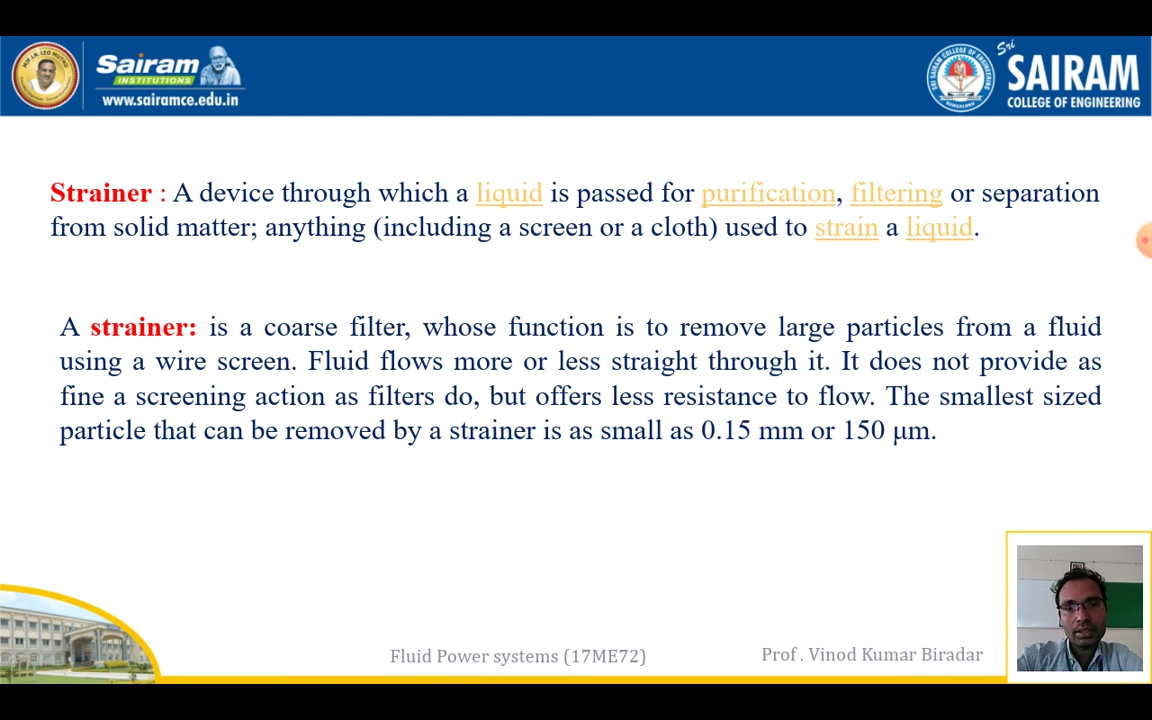 Sairam
INSTITUTIONS
www.sairamce.edu.in
Sri
SAIRAM
COLLEGE OF ENGINEERING
Strainer : A device through which a liquid is passed for purification, filtering or separation
from solid matter; anything (including a screen or a cloth) used to strain a liquid.
A strainer: is a coarse filter, whose function is to remove large particles from a fluid
using a wire screen. Fluid flows more or less straight through it. It does not provide as
fine a screening action as filters do, but offers less resistance to flow. The smallest sized
particle that can be removed by a strainer is as small as 0.15 mm or 150 μm.
Fluid Power systems (17ME72)
Prof . Vinod Kumar Biradar